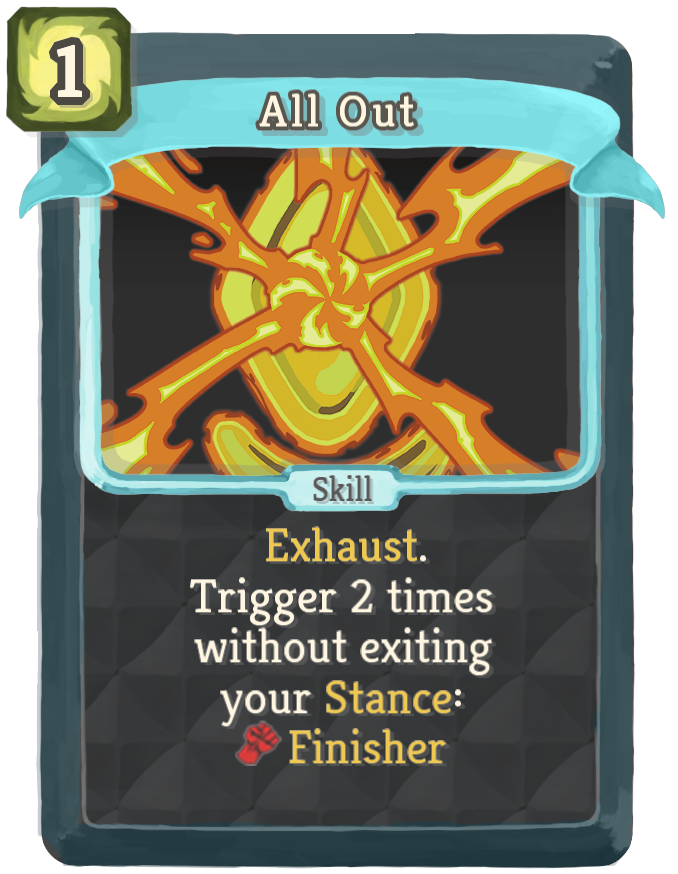 1
All Out
Skill
Exhaust.
Trigger 2 times
without exiting
your Stance:
Finisher